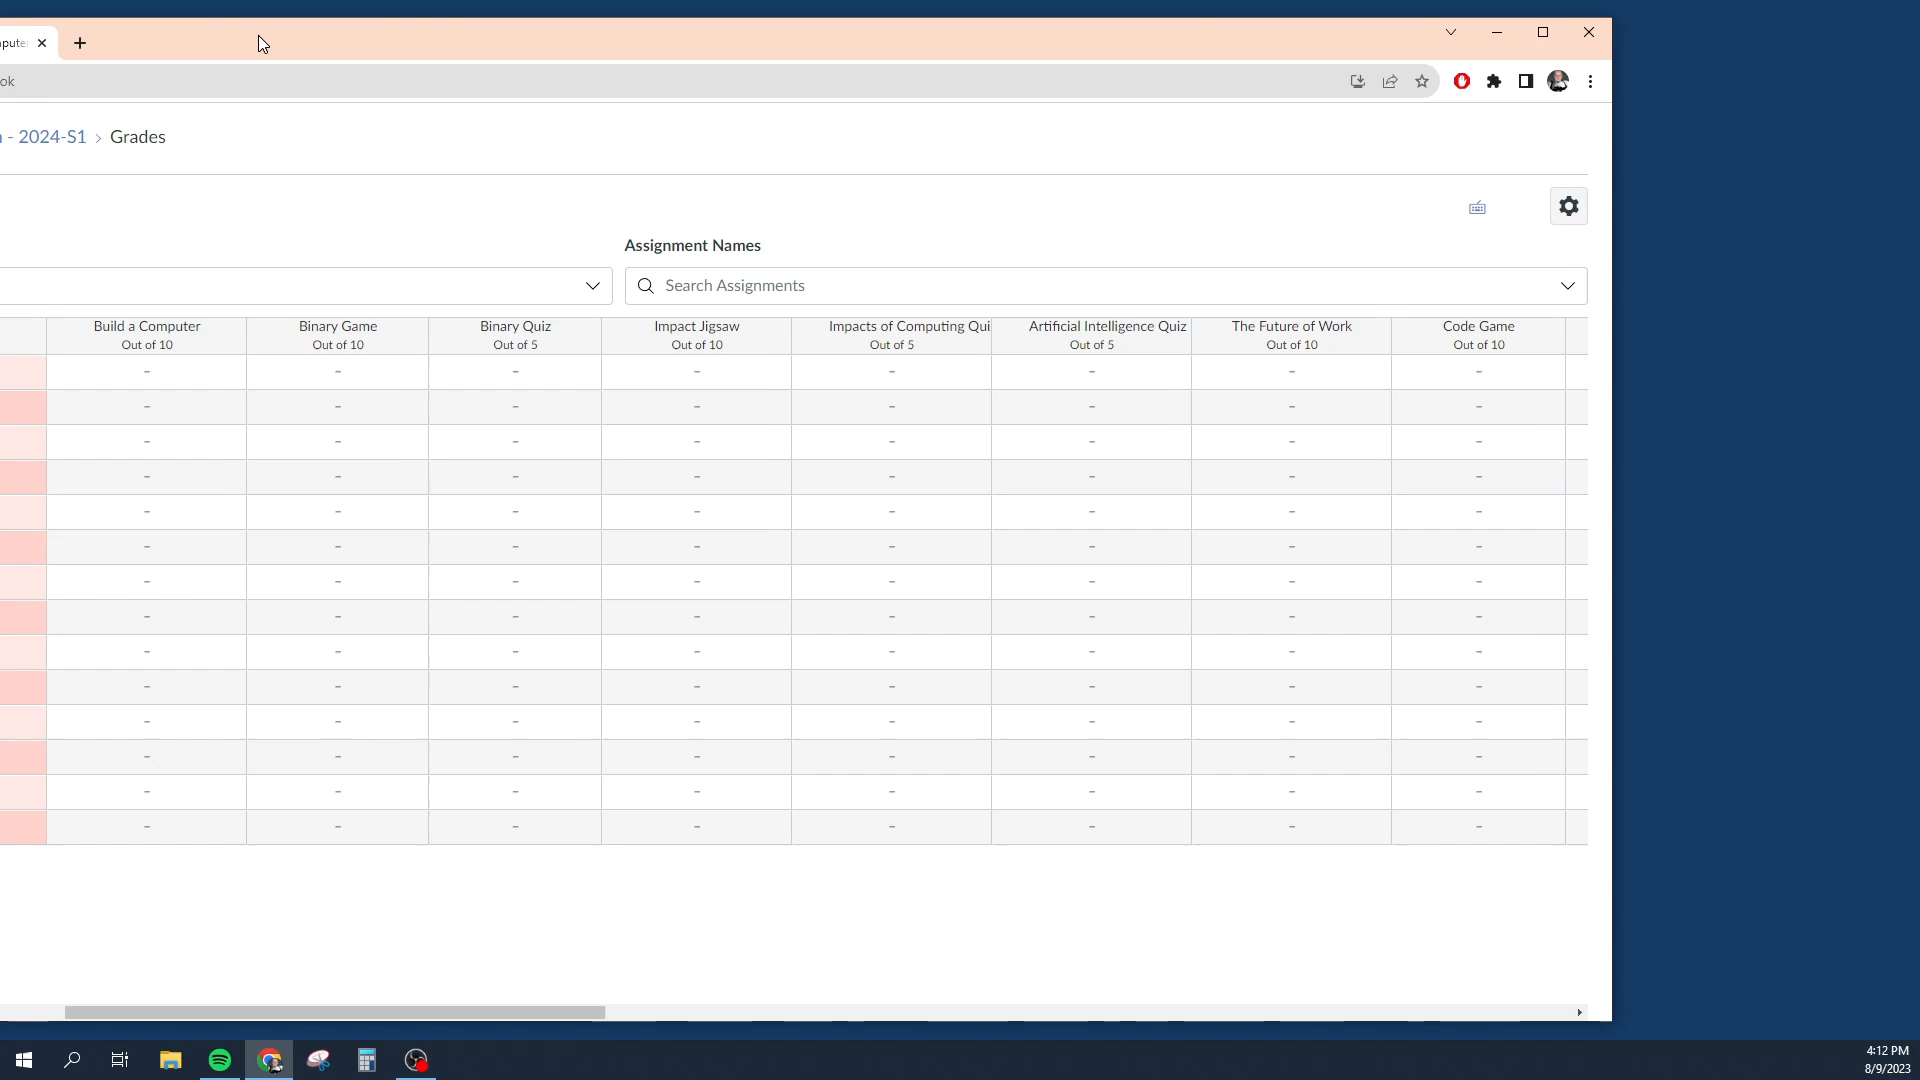 ok
- 2024-S1 > Grades
Assignment Names
Search Assignments
Build a Computer
Out of 10
Binary Game
Out of 10
Binary Quiz
Out of 5
Impact Jigsaw
Out of 10
Impacts of Computing Qui
Out of 5
Artificial Intelligence Quiz
Out of 5
The Future of Work
Out of 10
Code Game
Out of 10
4:12 PM
8/9/2023